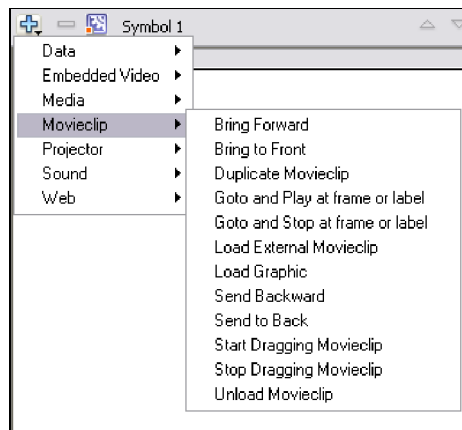 Symbol 1
Data
Embedded Video
Media
Movieclip
Projector
Sound
Web
Bring Forward
Bring to Front
Duplicate Movieclip
Goto and Play at frame or label
Goto and Stop at frame or label
Load External Movieclip
Load Graphic
Send Backward
Send to Back
Start Dragging Movieclip
Stop Dragging Movieclip
Unload Movieclip